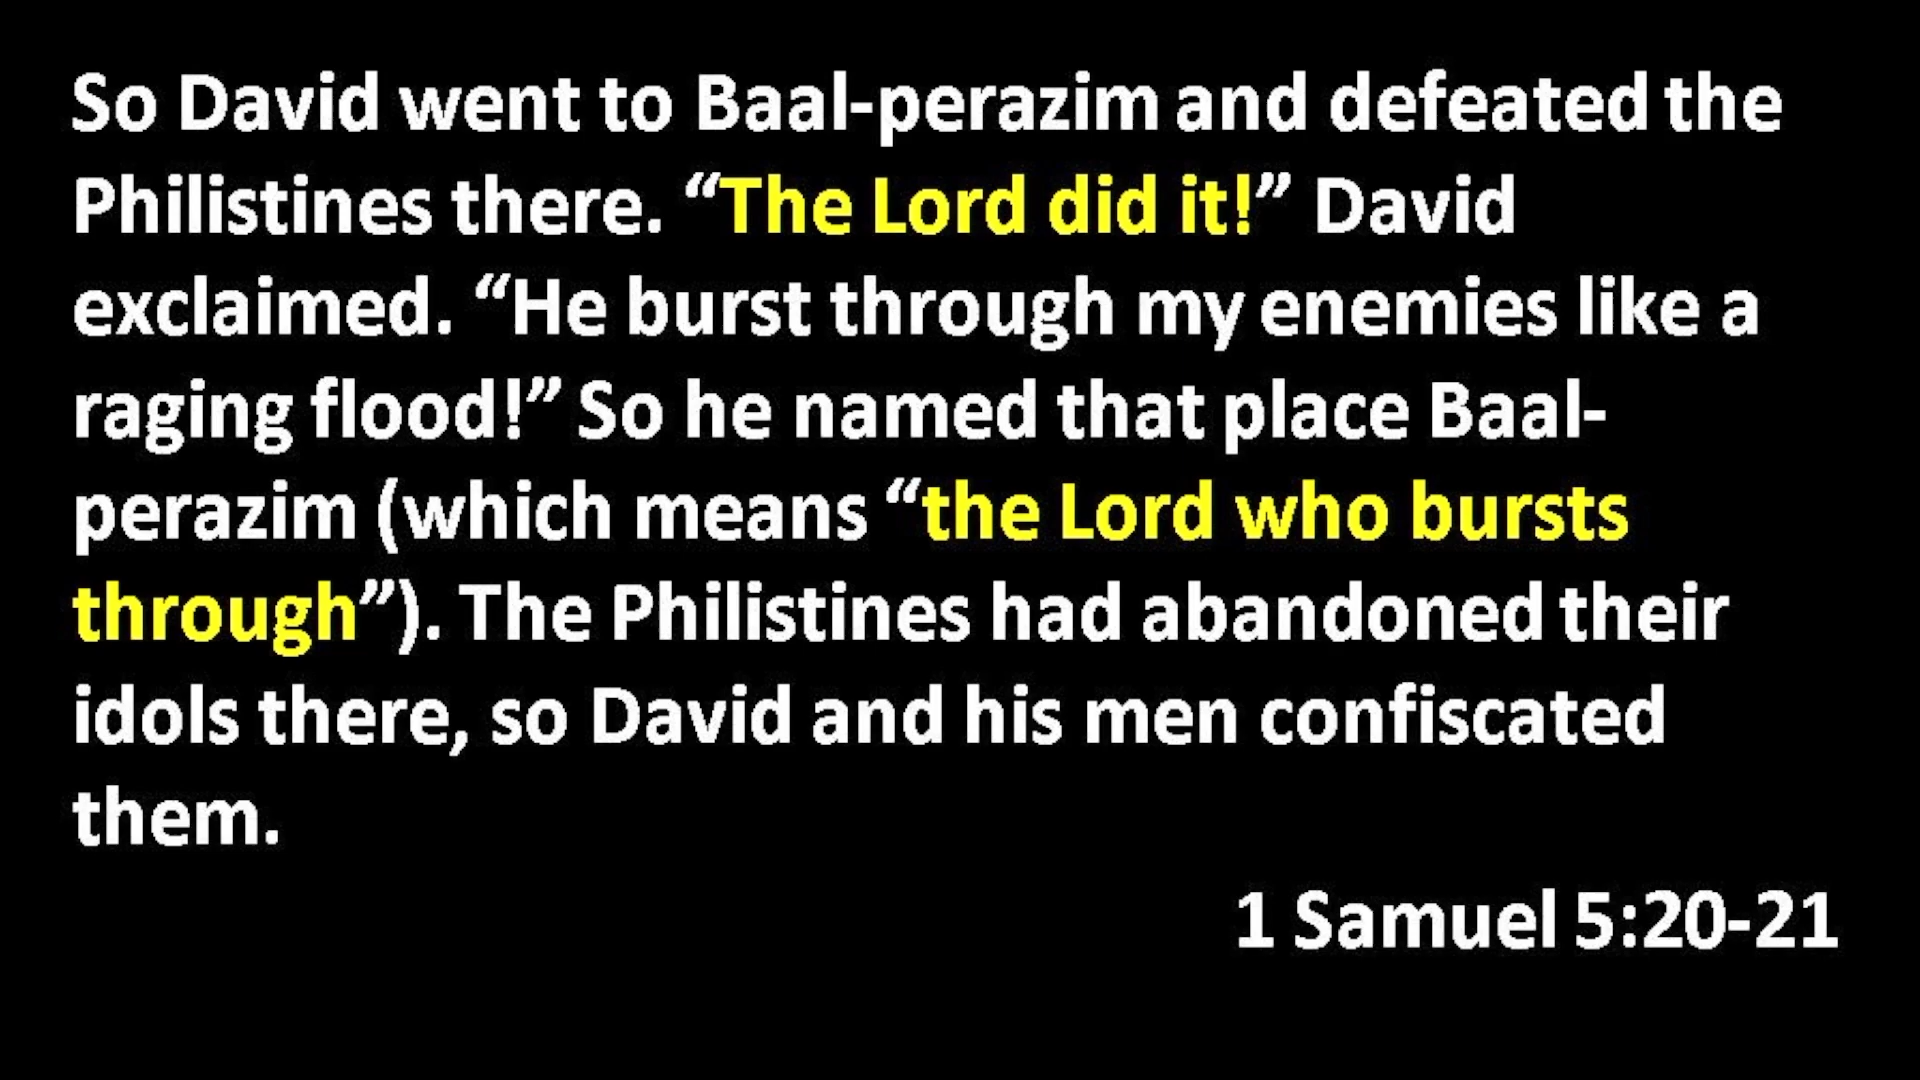 So David went to Baal-perazim and defeated the
Philistines there. “The Lord did it!” David
exclaimed. “He burst through my enemies like a
raging flood!” So he named that place Baal-
perazim (which means “the Lord who bursts
through”). The Philistines had abandoned their
idols there, so David and his men confiscated
them.
1 Samuel 5:20-21